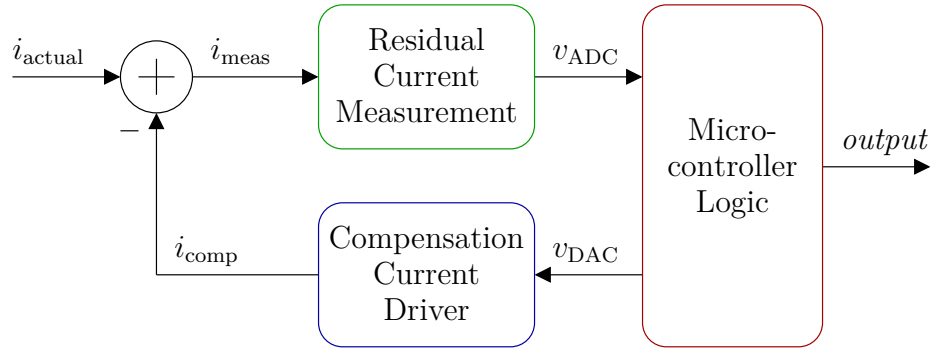 i_actual
+
−
i_meas
Residual
Current
Measurement
v_ADC
Micro-
controller
Logic
output
i_comp
Compensation
Current
Driver
v_DAC